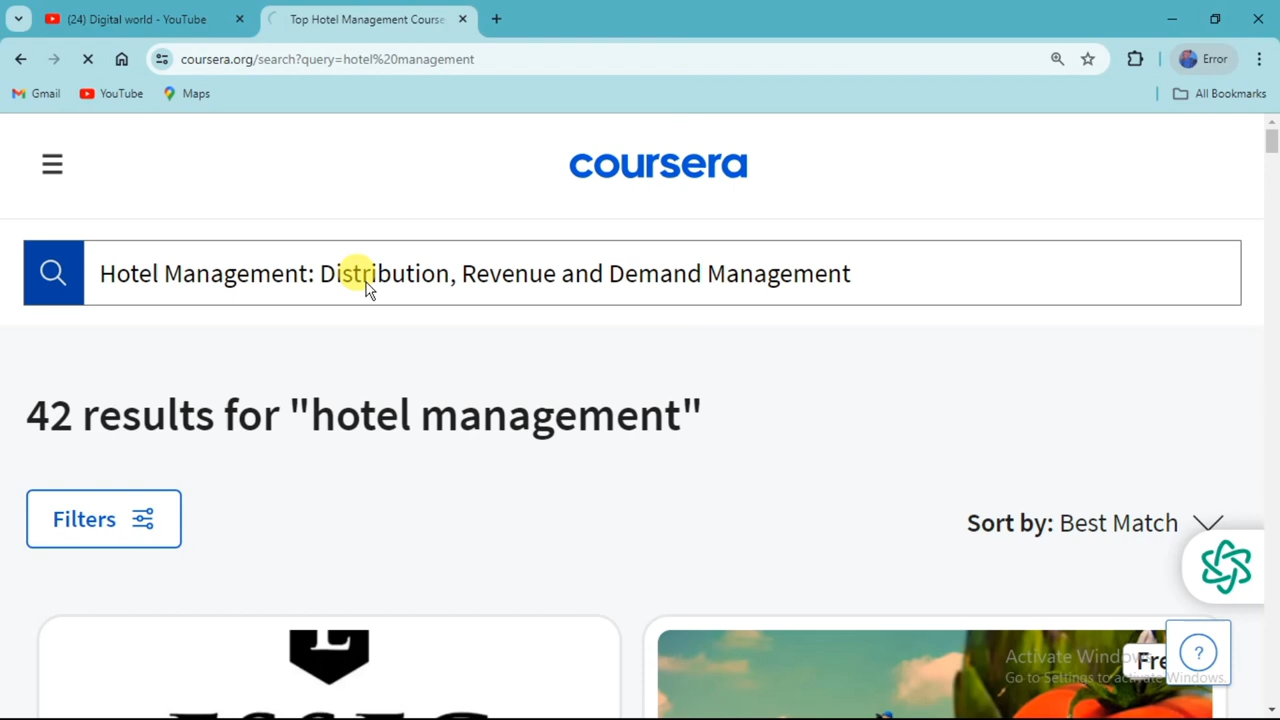 (24) Digital world - YouTube
Top Hotel Management Course
coursera.org/search?query=hotel%20management
Error
Gmail
YouTube
Maps
All Bookmarks
coursera
Hotel Management: Distribution, Revenue and Demand Management
42 results for "hotel management"
Filters
Sort by: Best Match
Fre
?
Activate Windows
Go to Settings to activate Windows.